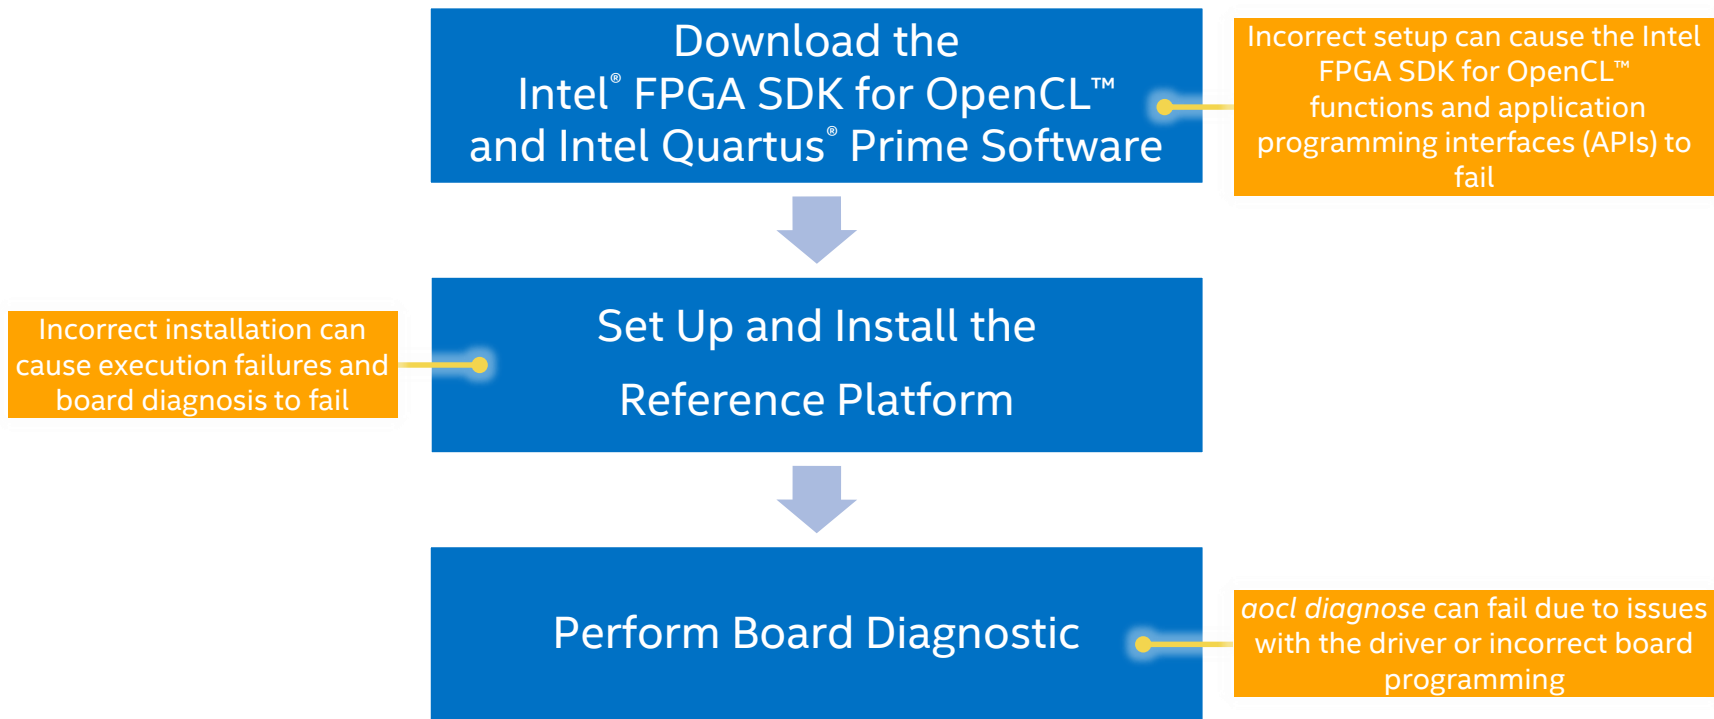 Download the
Intel® FPGA SDK for OpenCL™
and Intel Quartus® Prime Software
Incorrect setup can cause the Intel
FPGA SDK for OpenCL™
functions and application
programming interfaces (APIs) to
fail
Set Up and Install the
Reference Platform
Incorrect installation can
cause execution failures and
board diagnosis to fail
Perform Board Diagnostic
aocl diagnose can fail due to issues
with the driver or incorrect board
programming